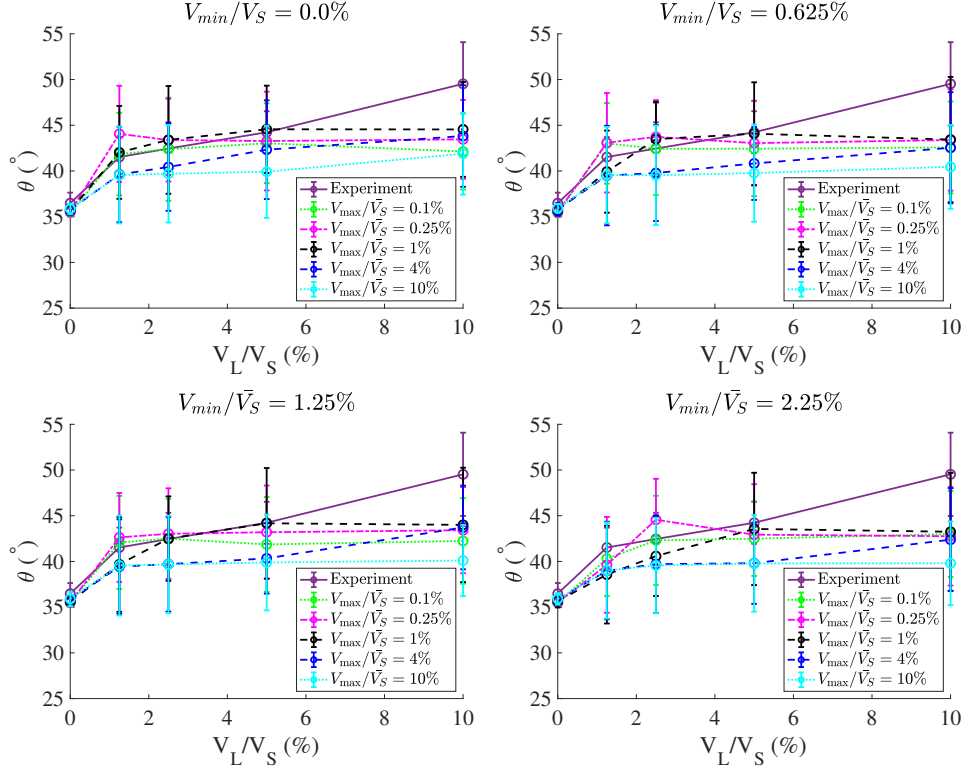 V_min/V_S = 0.0%
55
50
45
40
35
30
25
θ (°)
0 2 4 6 8 10
V_L/V_S (%)
Experiment
V_max/V̄_S = 0.1%
V_max/V̄_S = 0.25%
V_max/V̄_S = 1%
V_max/V̄_S = 4%
V_max/V̄_S = 10%
V_min/V_S = 0.625%
55
50
45
40
35
30
25
θ (°)
0 2 4 6 8 10
V_L/V_S (%)
Experiment
V_max/V̄_S = 0.1%
V_max/V̄_S = 0.25%
V_max/V̄_S = 1%
V_max/V̄_S = 4%
V_max/V̄_S = 10%
V_min/V̄_S = 1.25%
55
50
45
40
35
30
25
θ (°)
0 2 4 6 8 10
V_L/V_S (%)
Experiment
V_max/V̄_S = 0.1%
V_max/V̄_S = 0.25%
V_max/V̄_S = 1%
V_max/V̄_S = 4%
V_max/V̄_S = 10%
V_min/V̄_S = 2.25%
55
50
45
40
35
30
25
θ (°)
0 2 4 6 8 10
V_L/V_S (%)
Experiment
V_max/V̄_S = 0.1%
V_max/V̄_S = 0.25%
V_max/V̄_S = 1%
V_max/V̄_S = 4%
V_max/V̄_S = 10%